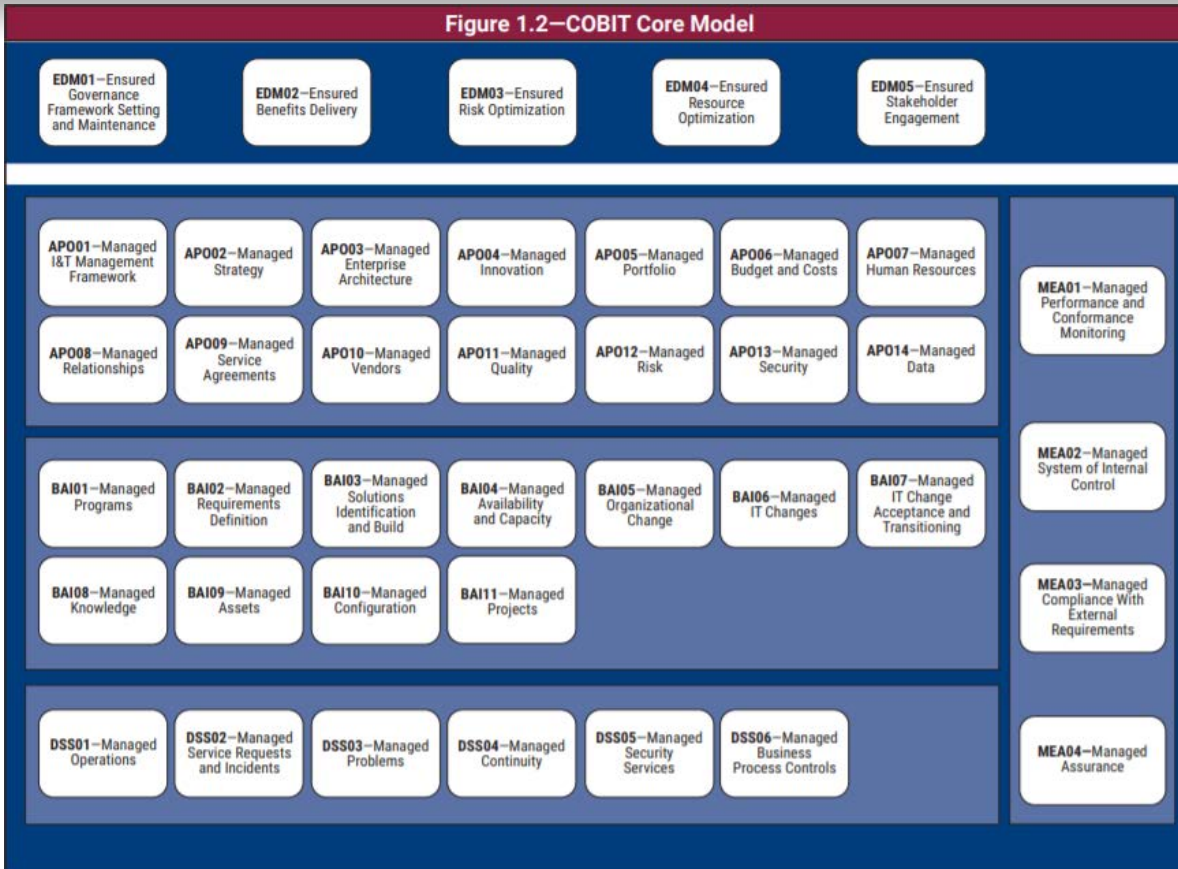 Figure 1.2—COBIT Core Model
EDM01—Ensured
Governance
Framework Setting
and Maintenance
EDM02—Ensured
Benefits Delivery
EDM03—Ensured
Risk Optimization
EDM04—Ensured
Resource
Optimization
EDM05—Ensured
Stakeholder
Engagement
APO01—Managed
I&T Management
Framework
APO02—Managed
Strategy
APO03—Managed
Enterprise
Architecture
APO04—Managed
Innovation
APO05—Managed
Portfolio
APO06—Managed
Budget and Costs
APO07—Managed
Human Resources
APO08—Managed
Relationships
APO09—Managed
Service
Agreements
APO10—Managed
Vendors
APO11—Managed
Quality
APO12—Managed
Risk
APO13—Managed
Security
APO14—Managed
Data
BAI01—Managed
Programs
BAI02—Managed
Requirements
Definition
BAI03—Managed
Solutions
Identification
and Build
BAI04—Managed
Availability
and Capacity
BAI05—Managed
Organizational
Change
BAI06—Managed
IT Changes
BAI07—Managed
IT Change
Acceptance and
Transitioning
BAI08—Managed
Knowledge
BAI09—Managed
Assets
BAI10—Managed
Configuration
BAI11—Managed
Projects
DSS01—Managed
Operations
DSS02—Managed
Service Requests
and Incidents
DSS03—Managed
Problems
DSS04—Managed
Continuity
DSS05—Managed
Security
Services
DSS06—Managed
Business
Process Controls
MEA01—Managed
Performance and
Conformance
Monitoring
MEA02—Managed
System of Internal
Control
MEA03—Managed
Compliance With
External
Requirements
MEA04—Managed
Assurance